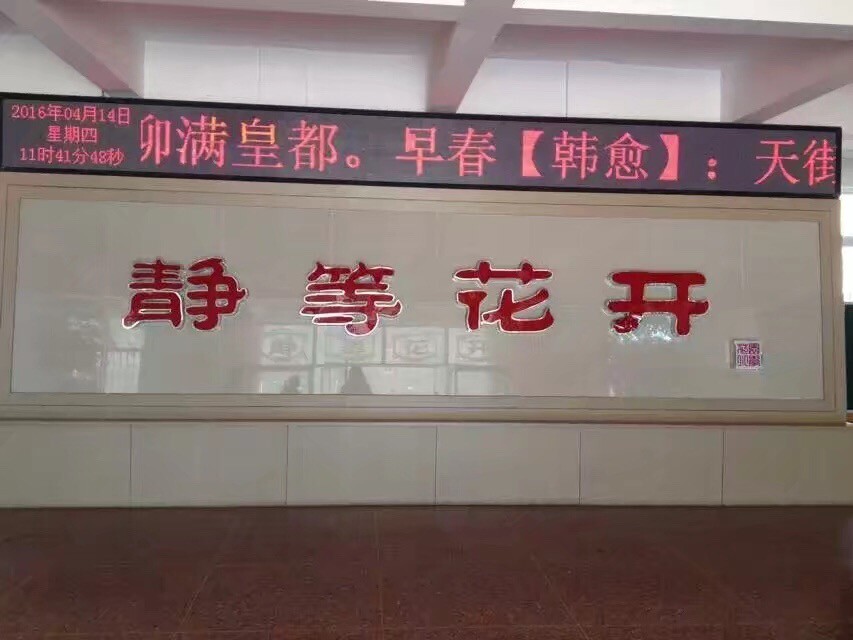 2016年04月14日
星期四
11时41分48秒
卯满皇都。早春【韩愈】：天街
静等花开